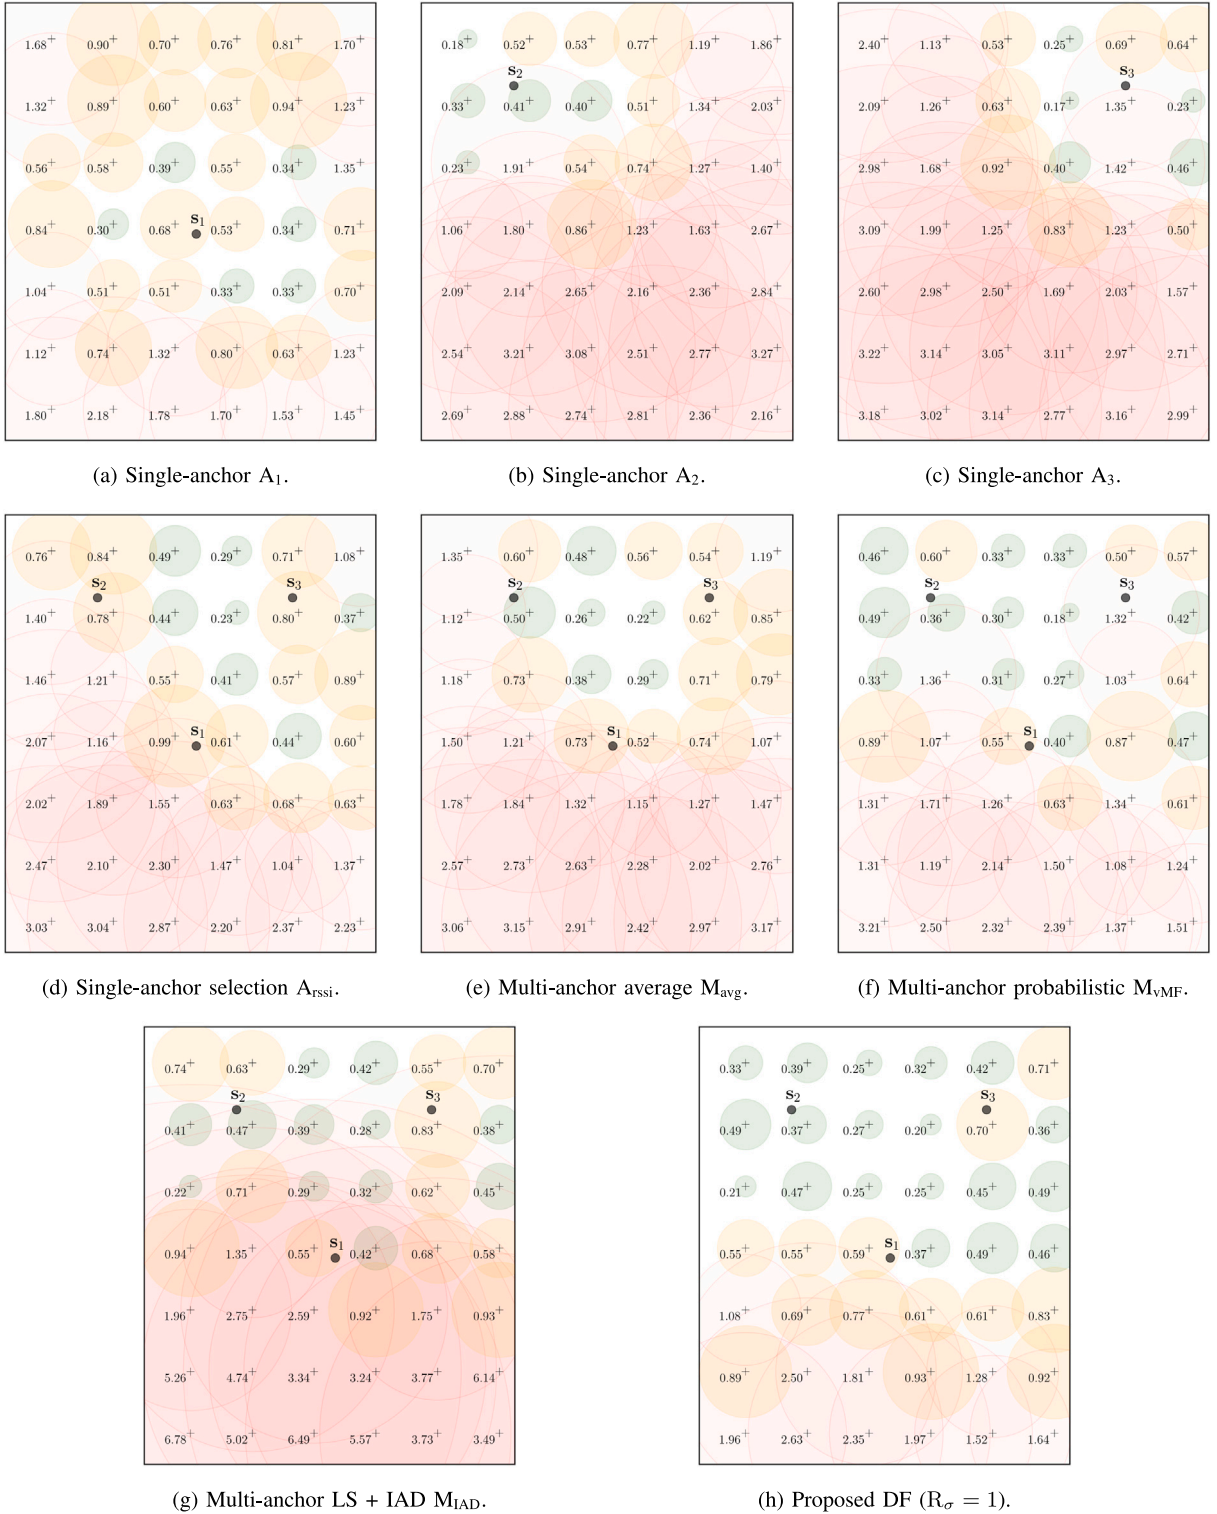 1.68 0.90 0.70 0.76 0.81 1.70
1.32 0.89 0.60 0.63 0.94 1.23
0.56 0.58 0.39 0.55 0.34 1.35
s1
0.84 0.30 0.68 0.53 0.34 0.71
1.04 0.51 0.51 0.33 0.33 0.70
1.12 0.74 1.32 0.80 0.63 1.23
1.80 2.18 1.78 1.70 1.53 1.45
(a) Single-anchor A1.
0.18 0.52 0.53 0.77 1.19 1.86
s2
0.33 0.41 0.40 0.51 1.34 2.03
0.23 1.91 0.54 0.74 1.27 1.40
1.06 1.80 0.86 1.23 1.63 2.67
2.09 2.14 2.65 2.16 2.36 2.84
2.54 3.21 3.08 2.51 2.77 3.27
2.69 2.88 2.74 2.81 2.36 2.16
(b) Single-anchor A2.
2.40 1.13 0.53 0.25 0.69 0.64
s3
2.09 1.26 0.63 0.17 1.35 0.23
2.98 1.68 0.92 0.40 1.42 0.46
3.09 1.99 1.25 0.83 1.23 0.50
2.60 2.98 2.50 1.69 2.03 1.57
3.22 3.14 3.05 3.11 2.97 2.71
3.18 3.02 3.14 2.77 3.16 2.99
(c) Single-anchor A3.
0.76 0.84 0.49 0.29 0.71 1.08
s2 s3
1.40 0.78 0.44 0.23 0.80 0.37
1.46 1.21 0.55 0.41 0.57 0.89
s1
2.07 1.16 0.99 0.61 0.44 0.60
2.02 1.89 1.55 0.63 0.68 0.63
2.47 2.10 2.30 1.47 1.04 1.37
3.03 3.04 2.87 2.20 2.37 2.23
(d) Single-anchor selection Arssi.
1.35 0.60 0.48 0.56 0.54 1.19
s2 s3
1.12 0.50 0.26 0.22 0.62 0.85
1.18 0.73 0.38 0.29 0.71 0.79
s1
1.50 1.21 0.73 0.52 0.74 1.07
1.78 1.84 1.32 1.15 1.27 1.47
2.57 2.73 2.63 2.28 2.02 2.76
3.06 3.15 2.91 2.42 2.97 3.17
(e) Multi-anchor average Mavg.
0.46 0.60 0.33 0.33 0.50 0.57
s2 s3
0.49 0.36 0.30 0.18 1.32 0.42
0.33 1.36 0.31 0.27 1.03 0.64
s1
0.89 1.07 0.55 0.40 0.87 0.47
1.31 1.71 1.26 0.63 1.34 0.61
1.31 1.19 2.14 1.50 1.08 1.24
3.21 2.50 2.32 2.39 1.37 1.51
(f) Multi-anchor probabilistic MvMF.
0.74 0.63 0.29 0.42 0.55 0.70
s2 s3
0.41 0.47 0.39 0.28 0.83 0.38
0.22 0.71 0.29 0.32 0.62 0.45
s1
0.94 1.35 0.55 0.42 0.68 0.58
1.96 2.75 2.59 0.92 1.75 0.93
5.26 4.74 3.34 3.24 3.77 6.14
6.78 5.02 6.49 5.57 3.73 3.49
(g) Multi-anchor LS + IAD MIAD.
0.33 0.39 0.25 0.32 0.42 0.71
s2 s3
0.49 0.37 0.27 0.20 0.70 0.36
0.21 0.47 0.25 0.25 0.45 0.49
s1
0.55 0.55 0.59 0.37 0.49 0.46
1.08 0.69 0.77 0.61 0.61 0.83
0.89 2.50 1.81 0.93 1.28 0.92
1.96 2.63 2.35 1.97 1.52 1.64
(h) Proposed DF (Rσ = 1).